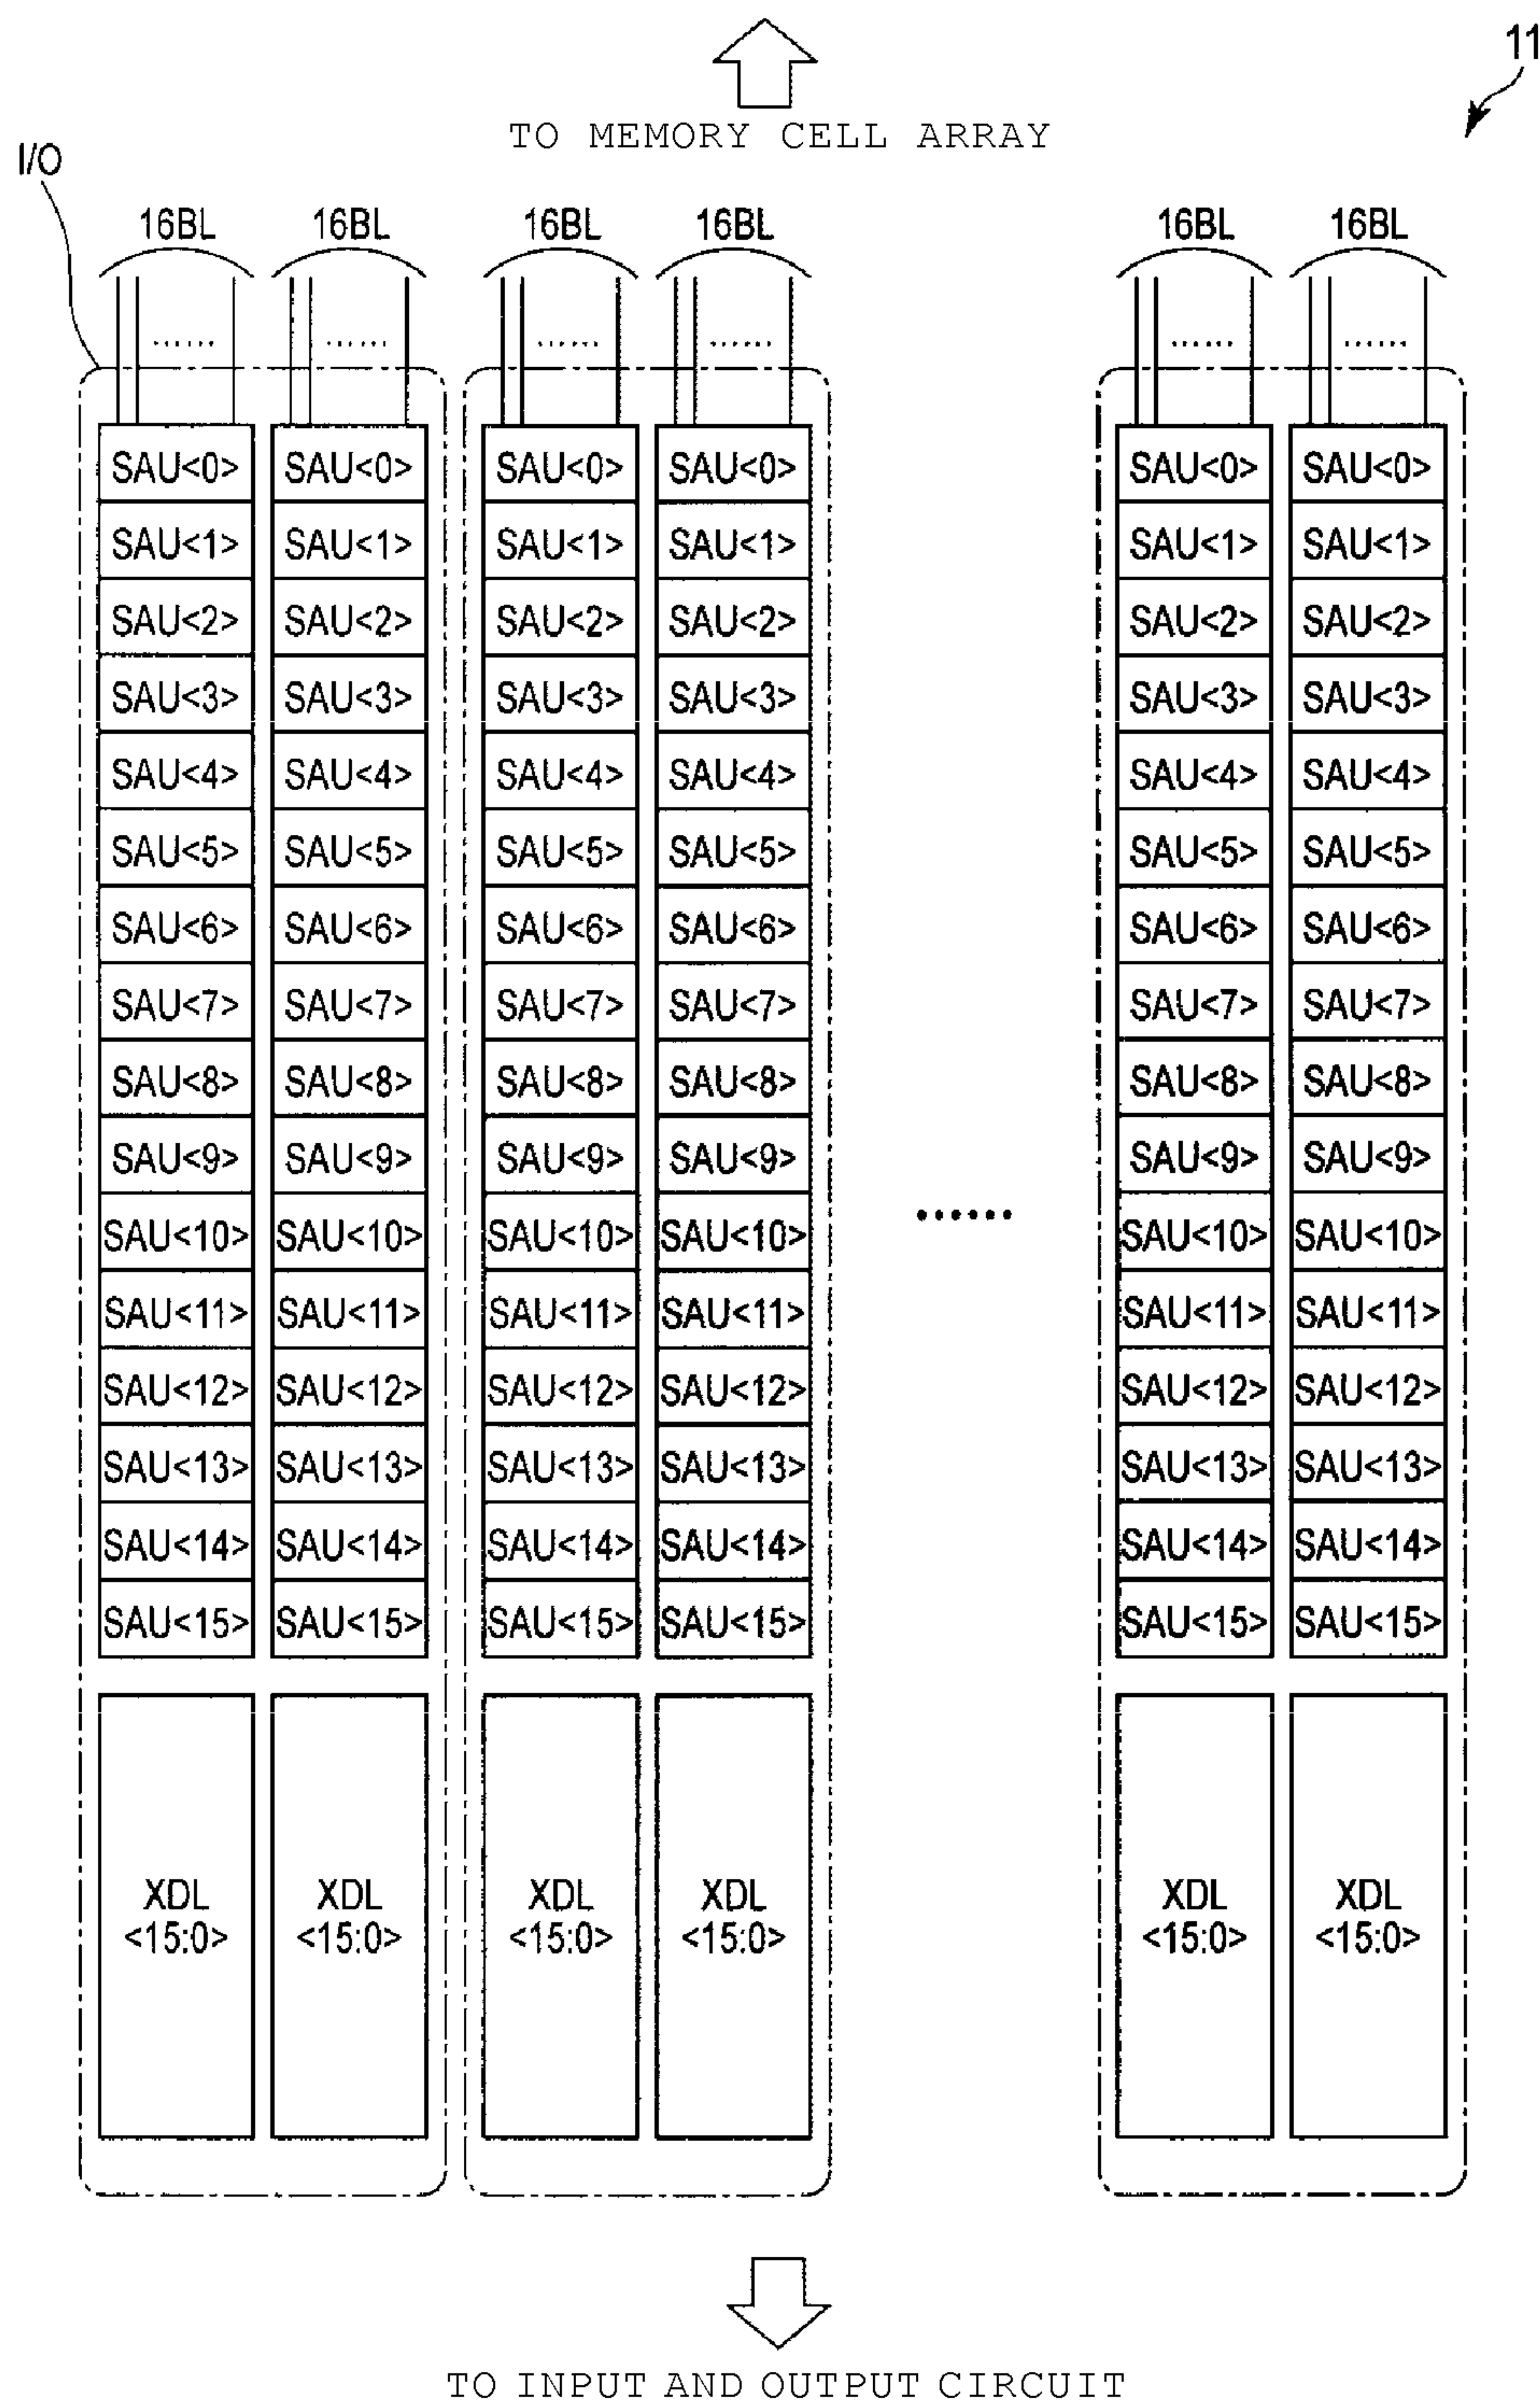 11
TO MEMORY CELL ARRAY
I/O
16BL 16BL 16BL 16BL 16BL 16BL
...... ...... ...... ...... ...... ......
SAU<0> SAU<0> SAU<0> SAU<0> SAU<0> SAU<0>
SAU<1> SAU<1> SAU<1> SAU<1> SAU<1> SAU<1>
SAU<2> SAU<2> SAU<2> SAU<2> SAU<2> SAU<2>
SAU<3> SAU<3> SAU<3> SAU<3> SAU<3> SAU<3>
SAU<4> SAU<4> SAU<4> SAU<4> SAU<4> SAU<4>
SAU<5> SAU<5> SAU<5> SAU<5> SAU<5> SAU<5>
SAU<6> SAU<6> SAU<6> SAU<6> SAU<6> SAU<6>
SAU<7> SAU<7> SAU<7> SAU<7> SAU<7> SAU<7>
SAU<8> SAU<8> SAU<8> SAU<8> SAU<8> SAU<8>
SAU<9> SAU<9> SAU<9> SAU<9> SAU<9> SAU<9>
SAU<10> SAU<10> SAU<10> SAU<10> ...... SAU<10> SAU<10>
SAU<11> SAU<11> SAU<11> SAU<11> SAU<11> SAU<11>
SAU<12> SAU<12> SAU<12> SAU<12> SAU<12> SAU<12>
SAU<13> SAU<13> SAU<13> SAU<13> SAU<13> SAU<13>
SAU<14> SAU<14> SAU<14> SAU<14> SAU<14> SAU<14>
SAU<15> SAU<15> SAU<15> SAU<15> SAU<15> SAU<15>
XDL XDL XDL XDL XDL XDL
<15:0> <15:0> <15:0> <15:0> <15:0> <15:0>
TO INPUT AND OUTPUT CIRCUIT